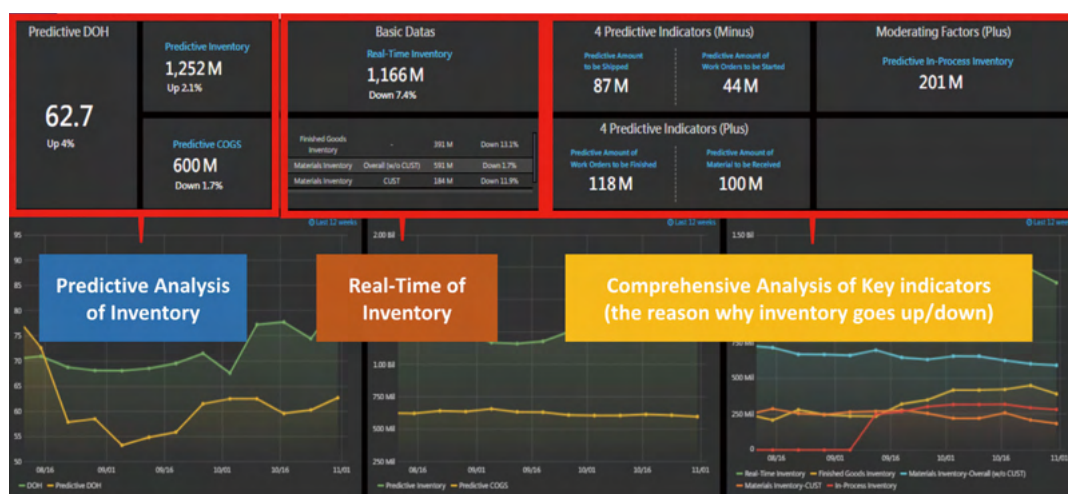 Predictive DOH
62.7
Up 4%
Predictive Inventory
1,252 M
Up 2.1%
Predictive COGS
600 M
Down 1.7%
Basic Datas
Real-Time Inventory
1,166 M
Down 7.4%
Finished Goods
Inventory
-
391 M
Down 13.1%
Materials Inventory
Overall (w/o CUST)
591 M
Down 1.7%
Materials Inventory
CUST
184 M
Down 11.9%
4 Predictive Indicators (Minus)
Predictive Amount
to be Shipped
87 M
Predictive Amount of
Work Orders to be Started
44 M
4 Predictive Indicators (Plus)
Predictive Amount of
Work Orders to be Finished
118 M
Predictive Amount of
Material to be Received
100 M
Moderating Factors (Plus)
Predictive In-Process Inventory
201 M
Last 12 weeks
95
90
85
75
70
65
60
55
50
08/16
09/01
09/16
10/01
10/16
11/01
DOH
Predictive DOH
Predictive Analysis
of Inventory
Last 12 weeks
2.00 Bil
1.00 Bil
750 Mil
500 Mil
250 Mil
08/16
09/01
09/16
10/01
10/16
11/01
Predictive Inventory
Predictive COGS
Real-Time of
Inventory
Last 12 weeks
1.50 Bil
750 Mil
500 Mil
250 Mil
0
08/16
09/01
09/16
10/01
10/16
11/01
Real-Time Inventory
Finished Goods Inventory
Materials Inventory-Overall (w/o CUST)
Materials Inventory-CUST
In-Process Inventory
Comprehensive Analysis of Key indicators
(the reason why inventory goes up/down)